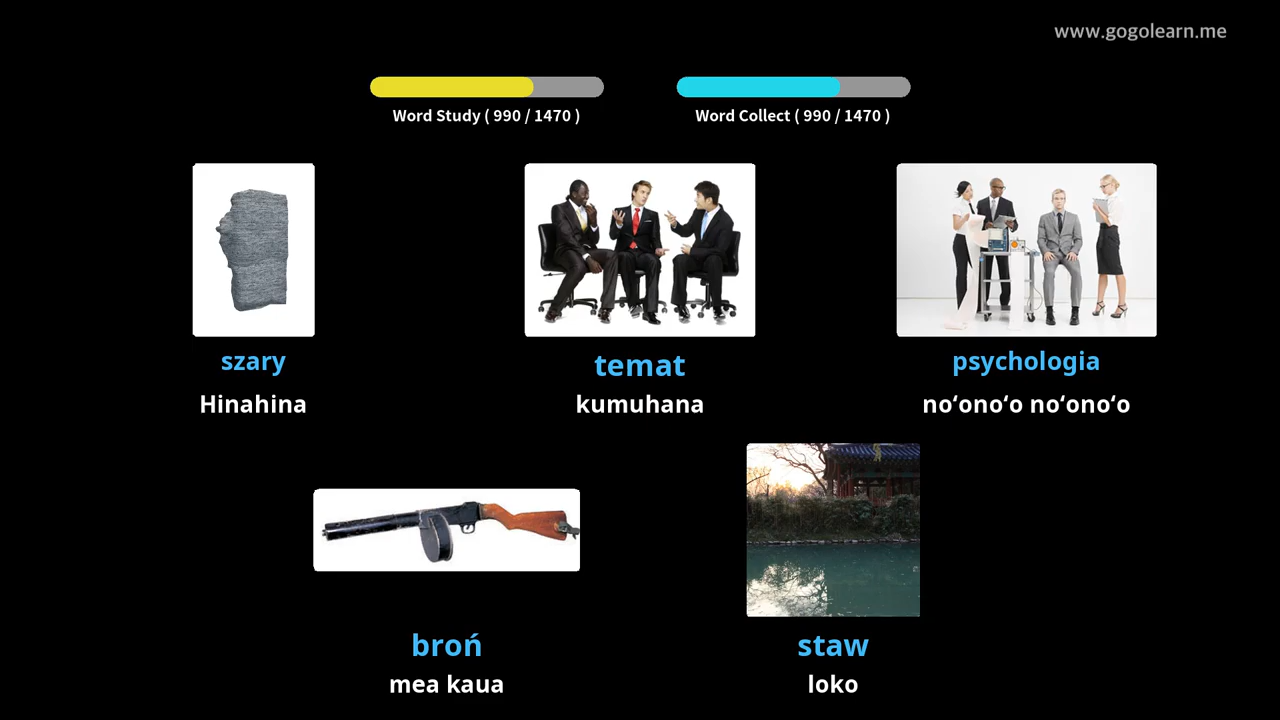 www.gogolearn.me
Word Study ( 990 / 1470 )
Word Collect ( 990 / 1470 )
szary
temat
psychologia
Hinahina
kumuhana
noʻonoʻo noʻonoʻo
broń
staw
mea kaua
loko